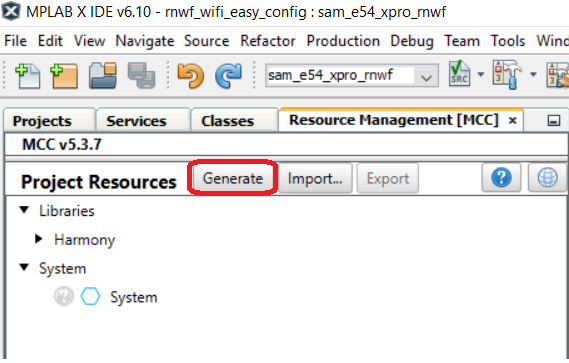 MPLAB X IDE v6.10 - rnwf_wifi_easy_config : sam_e54_xpro_rnwf
File Edit View Navigate Source Refactor Production Debug Team Tools Wind
sam_e54_xpro_rnwf SRC
Projects Services Classes Resource Management [MCC] ×
MCC v5.3.7
Project Resources Generate Import... Export ?
Libraries
Harmony
System
? System